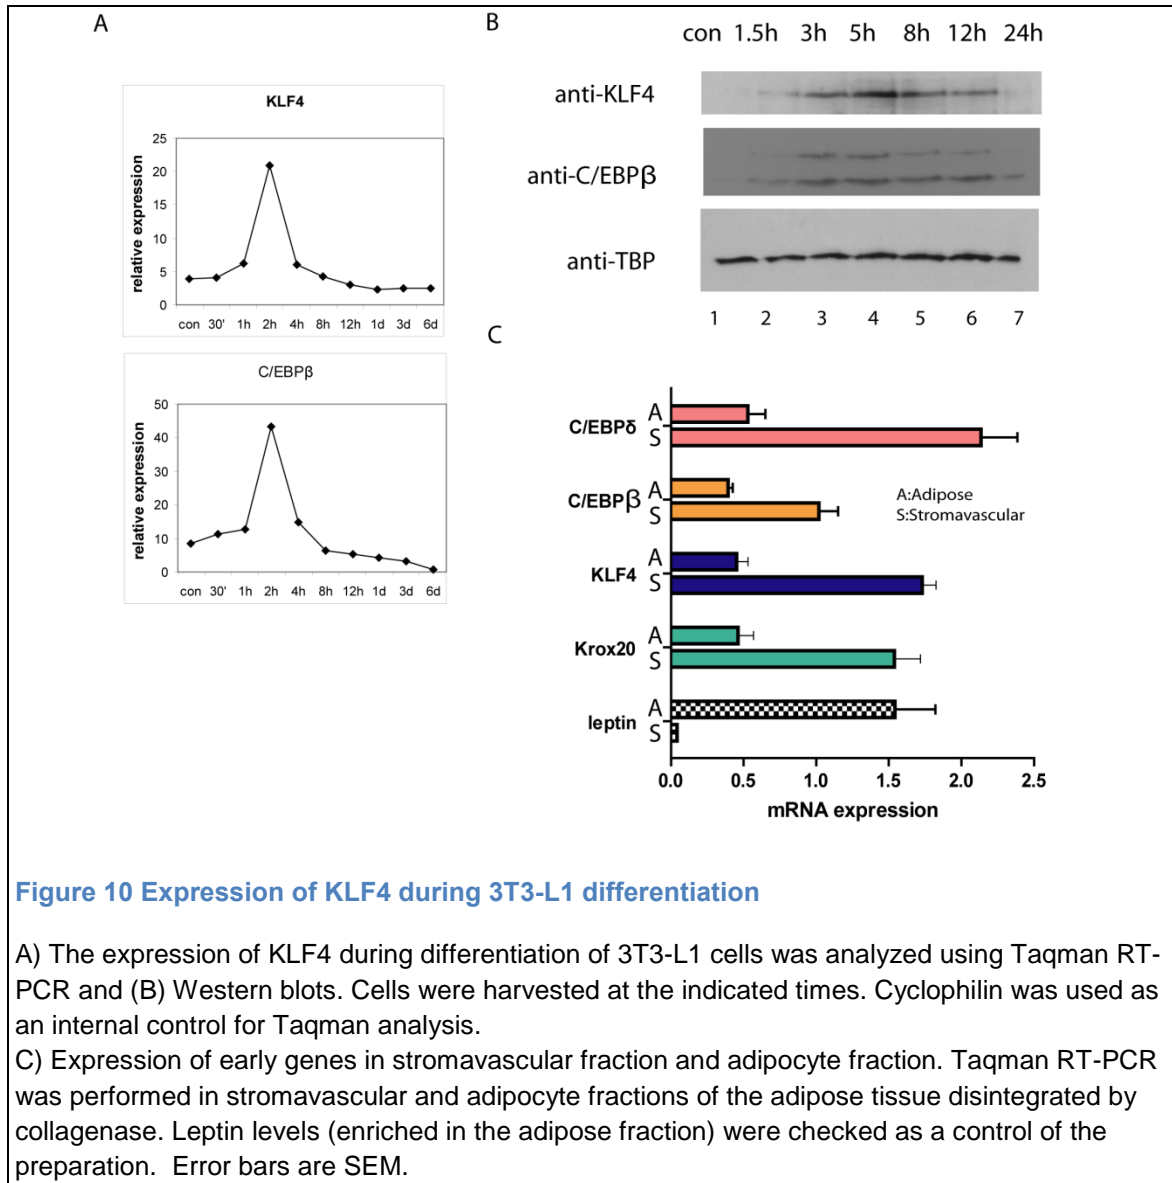 A
KLF4
relative expression
25
20
15
10
5
0
con 30' 1h 2h 4h 8h 12h 1d 3d 6d
C/EBPβ
relative expression
50
40
30
20
10
0
con 30' 1h 2h 4h 8h 12h 1d 3d 6d
B
con 1.5h 3h 5h 8h 12h 24h
anti-KLF4
anti-C/EBPβ
anti-TBP
1 2 3 4 5 6 7
C
C/EBPδ A
S
C/EBPβ A
S
KLF4 A
S
Krox20 A
S
leptin A
S
A:Adipose
S:Stromavascular
0.0 0.5 1.0 1.5 2.0 2.5
mRNA expression
Figure 10 Expression of KLF4 during 3T3-L1 differentiation
A) The expression of KLF4 during differentiation of 3T3-L1 cells was analyzed using Taqman RT-
PCR and (B) Western blots. Cells were harvested at the indicated times. Cyclophilin was used as
an internal control for Taqman analysis.
C) Expression of early genes in stromavascular fraction and adipocyte fraction. Taqman RT-PCR
was performed in stromavascular and adipocyte fractions of the adipose tissue disintegrated by
collagenase. Leptin levels (enriched in the adipose fraction) were checked as a control of the
preparation. Error bars are SEM.